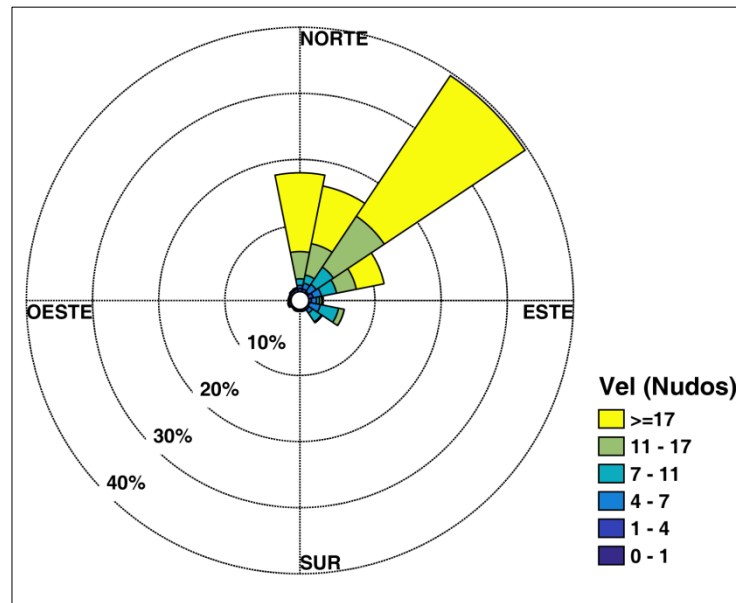 NORTE
OESTE
ESTE
10%
20%
30%
40%
SUR
Vel (Nudos)
>=17
11 - 17
7 - 11
4 - 7
1 - 4
0 - 1